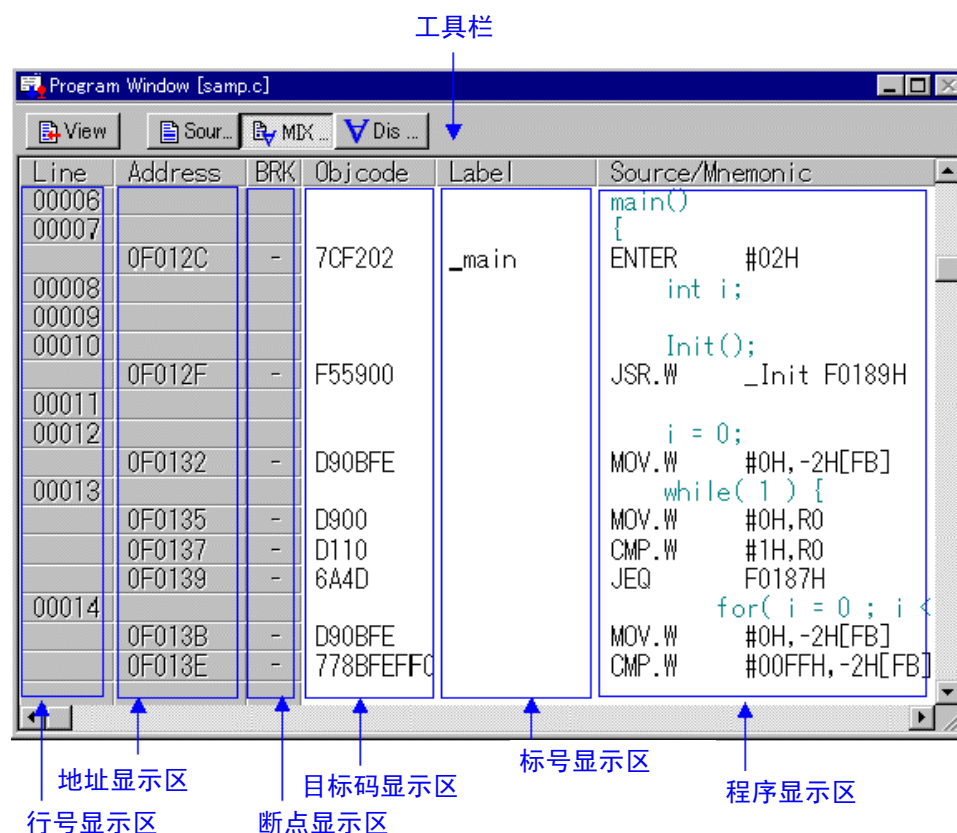 工具栏
Program Window [samp.c]
View Sour... MIX ... Dis ...
Line Address BRK Objcode Label Source/Mnemonic
00006 main()
00007 {
0F012C - 7CF202 _main ENTER #02H
00008 int i;
00009
00010 Init();
0F012F - F55900 JSR.W _Init F0189H
00011
00012 i = 0;
0F0132 - D90BFE MOV.W #0H,-2H[FB]
00013 while( 1 ) {
0F0135 - D900 MOV.W #0H,R0
0F0137 - D110 CMP.W #1H,R0
0F0139 - 6A4D JEQ F0187H
00014 for( i = 0 ; i <
0F013B - D90BFE MOV.W #0H,-2H[FB]
0F013E - 778BFEFF0 CMP.W #00FFH,-2H[FB]
地址显示区 目标码显示区 标号显示区 程序显示区
行号显示区 断点显示区